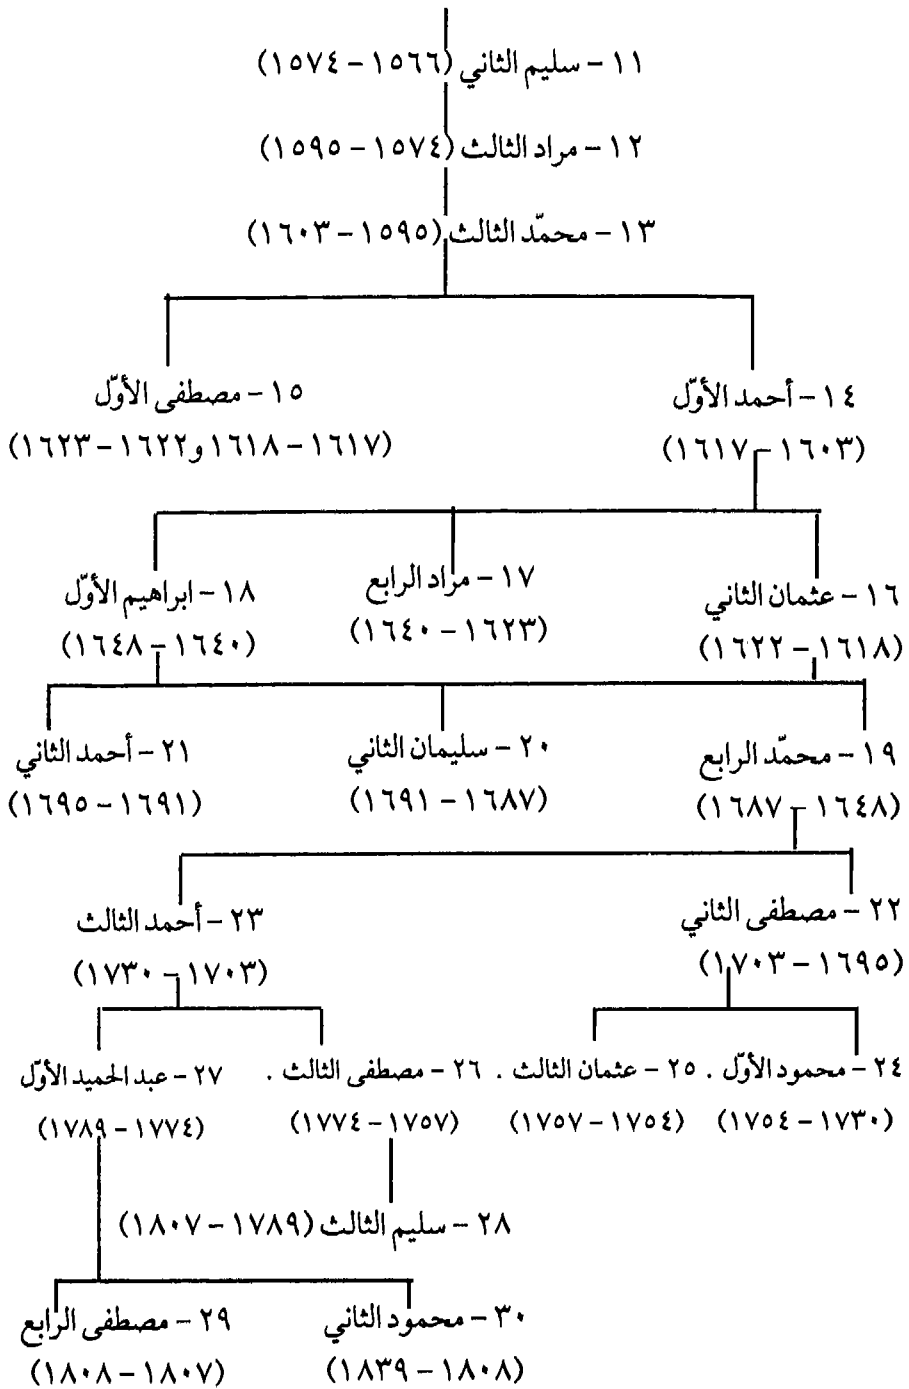 ١١ – سليم الثاني (١٥٦٦ – ١٥٧٤)
١٢ – مراد الثالث (١٥٧٤ – ١٥٩٥)
١٣ – محمّد الثالث (١٥٩٥ – ١٦٠٣)
١٤ – أحمد الأوّل ١٥ – مصطفى الأوّل
(١٦٠٣ – ١٦١٧) (١٦١٧ – ١٦١٨ و١٦٢٢ – ١٦٢٣)
١٦ – عثمان الثاني ١٧ – مراد الرابع ١٨ – ابراهيم الأوّل
(١٦١٨ – ١٦٢٢) (١٦٢٣ – ١٦٤٠) (١٦٤٠ – ١٦٤٨)
١٩ – محمّد الرابع ٢٠ – سليمان الثاني ٢١ – أحمد الثاني
(١٦٤٨ – ١٦٨٧) (١٦٨٧ – ١٦٩١) (١٦٩١ – ١٦٩٥)
٢٢ – مصطفى الثاني ٢٣ – أحمد الثالث
(١٦٩٥ – ١٧٠٣) (١٧٠٣ – ١٧٣٠)
٢٤ – محمود الأوّل . ٢٥ – عثمان الثالث . ٢٦ – مصطفى الثالث . ٢٧ – عبد الحميد الأوّل
(١٧٣٠ – ١٧٥٤) (١٧٥٤ – ١٧٥٧) (١٧٥٧ – ١٧٧٤) (١٧٧٤ – ١٧٨٩)
٢٨ – سليم الثالث (١٧٨٩ – ١٨٠٧)
٣٠ – محمود الثاني ٢٩ – مصطفى الرابع
(١٨٠٨ – ١٨٣٩) (١٨٠٧ – ١٨٠٨)